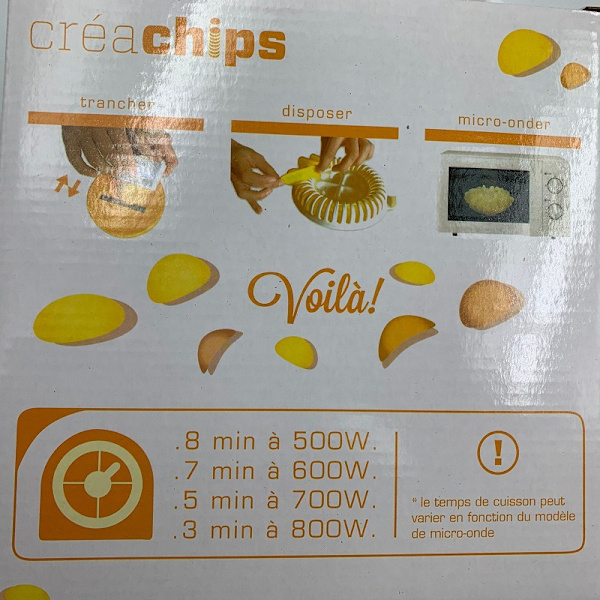 créachips
trancher
disposer
micro-onder
Voilà!
.8 min à 500W.
.7 min à 600W.
.5 min à 700W.
.3 min à 800W.
!
* le temps de cuisson peut
varier en fonction du modèle
de micro-onde